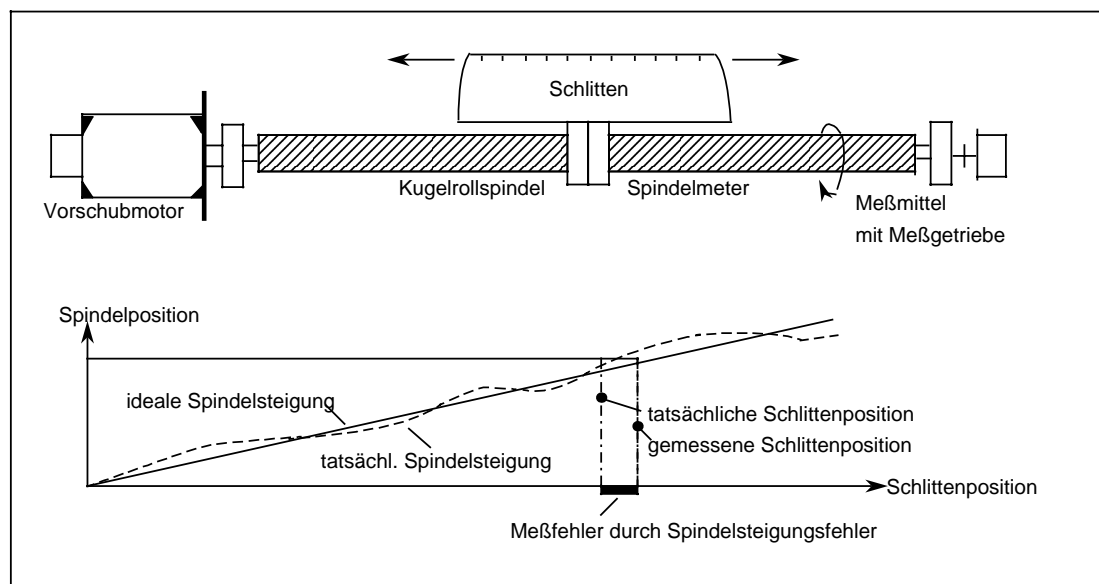 Schlitten
Kugelrollspindel
Spindelmeter
Vorschubmotor
Meßmittel
mit Meßgetriebe
Spindelposition
ideale Spindelsteigung
tatsächliche Schlittenposition
gemessene Schlittenposition
tatsächl. Spindelsteigung
Schlittenposition
Meßfehler durch Spindelsteigungsfehler